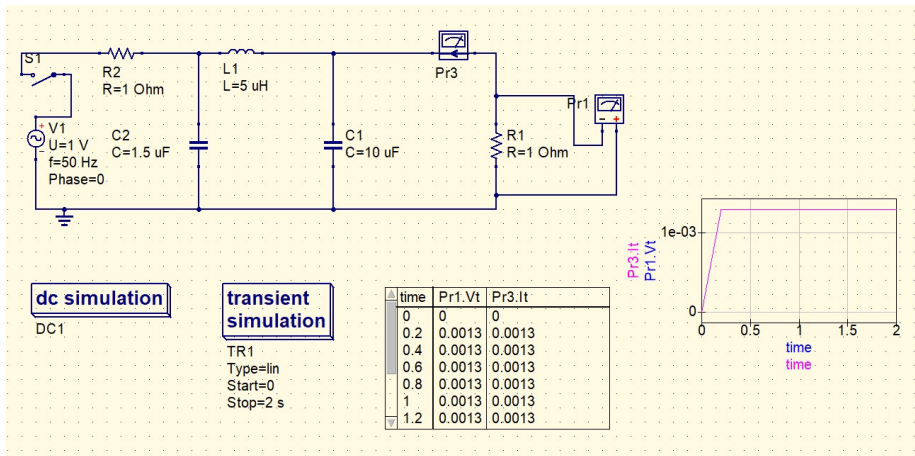 S1
R2
R=1 Ohm
L1
L=5 uH
Pr3
Pr1
- +
+
V1
U=1 V
f=50 Hz
Phase=0
-
C2
C=1.5 uF
C1
C=10 uF
R1
R=1 Ohm
dc simulation
DC1
transient
simulation
TR1
Type=lin
Start=0
Stop=2 s
time Pr1.Vt Pr3.It
0 0 0
0.2 0.0013 0.0013
0.4 0.0013 0.0013
0.6 0.0013 0.0013
0.8 0.0013 0.0013
1 0.0013 0.0013
1.2 0.0013 0.0013
Pr3.It
Pr1.Vt
1e-03
0
0 0.5 1 1.5 2
time
time